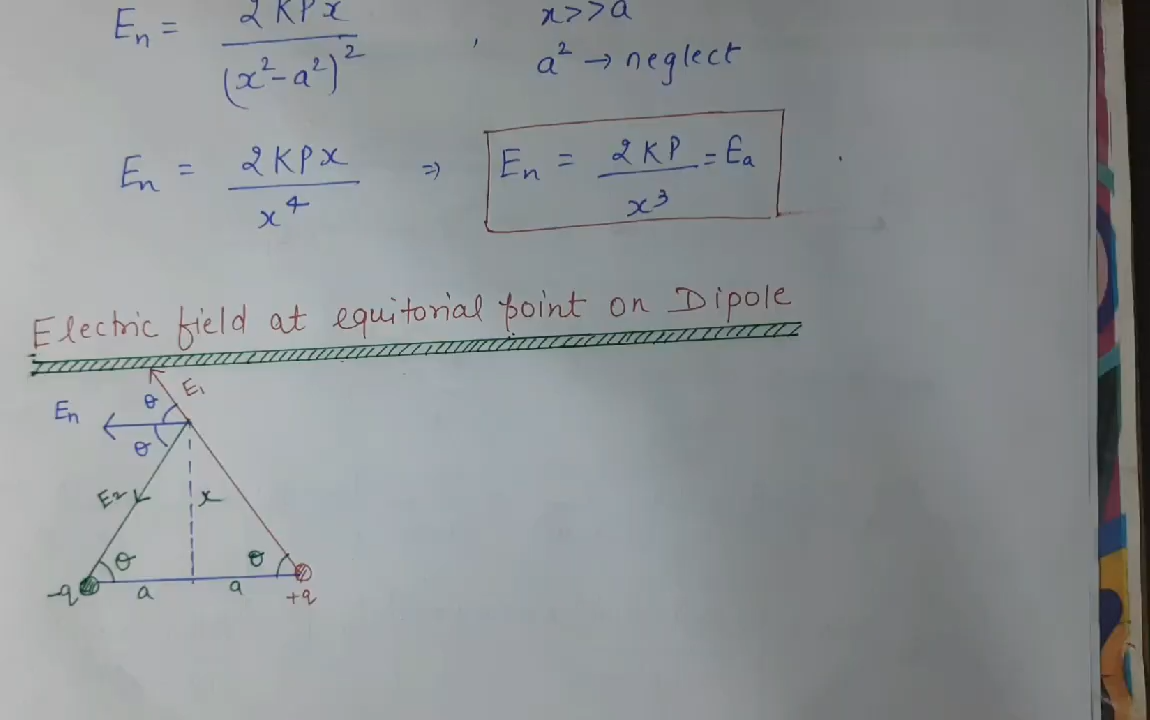 En = 2KPx / (x²-a²)² , x>>a
a² → neglect
En = 2KPx / x⁴ ⇒ En = 2KP / x³ = Ea
Electric field at equitorial point on Dipole
E₁
θ
En
θ
E₂
x
θ
θ
-q
a
a
+q